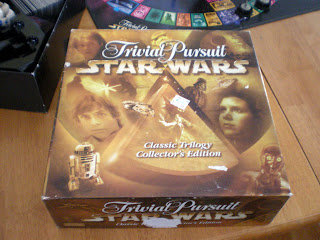 Trivial Pursuit
STAR WARS
Classic Trilogy
Collector's Edition
Trivial Pursuit
STAR WARS